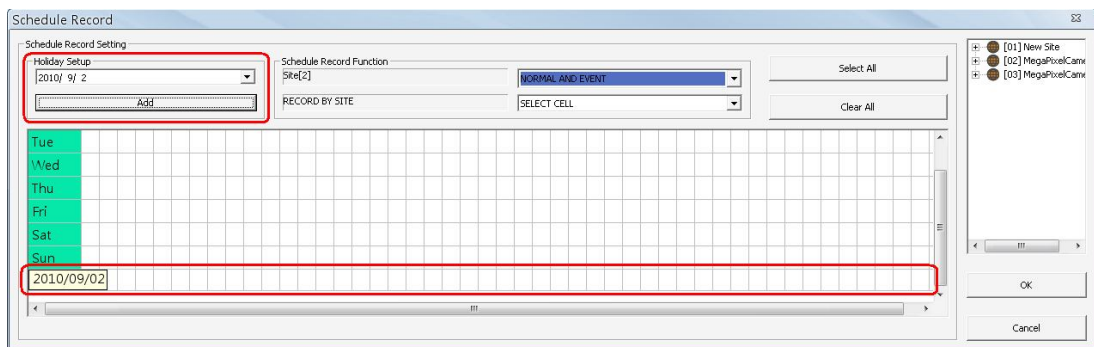 Schedule Record
Schedule Record Setting
Holiday Setup
2010/ 9/ 2
Add
Schedule Record Function
Site[2]
NORMAL AND EVENT
RECORD BY SITE
SELECT CELL
Select All
Clear All
Tue
Wed
Thu
Fri
Sat
Sun
2010/09/02
[01] New Site
[02] MegaPixelCame
[03] MegaPixelCame
OK
Cancel